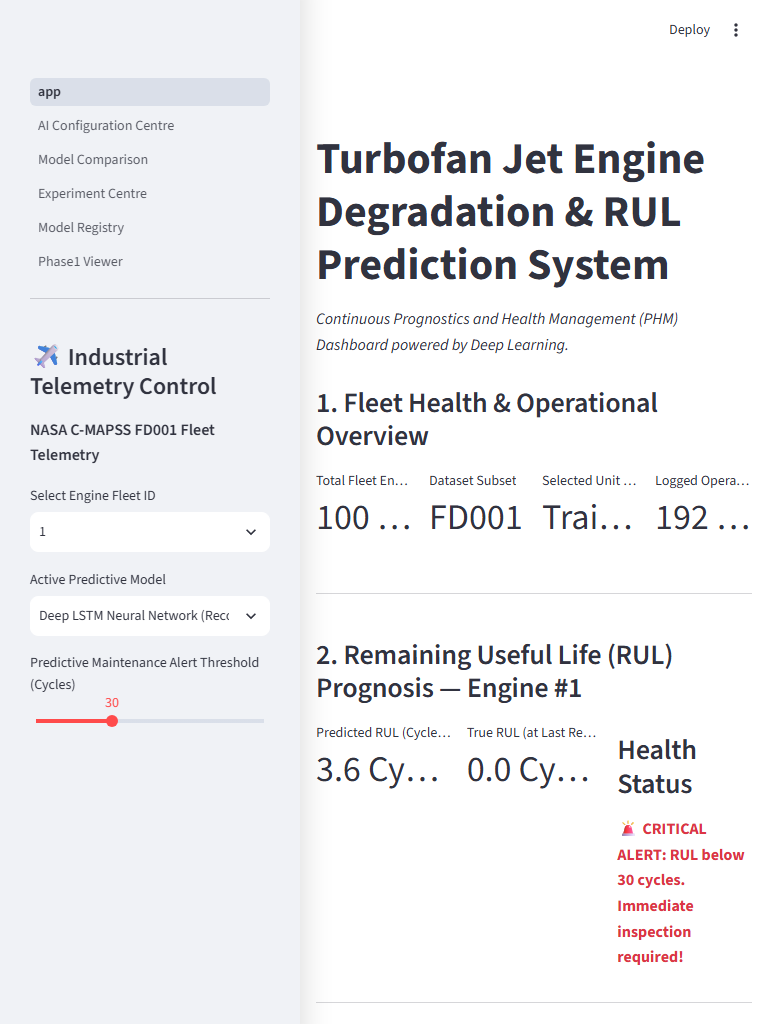 Deploy
app
AI Configuration Centre
Model Comparison
Experiment Centre
Model Registry
Phase1 Viewer
Industrial
Telemetry Control
NASA C-MAPSS FD001 Fleet
Telemetry
Select Engine Fleet ID
1
Active Predictive Model
Deep LSTM Neural Network (Reco
Predictive Maintenance Alert Threshold
(Cycles)
30
Turbofan Jet Engine
Degradation & RUL
Prediction System
Continuous Prognostics and Health Management (PHM)
Dashboard powered by Deep Learning.
1. Fleet Health & Operational
Overview
Total Fleet En…
100 …
Dataset Subset
FD001
Selected Unit …
Trai…
Logged Opera…
192 …
2. Remaining Useful Life (RUL)
Prognosis — Engine #1
Predicted RUL (Cycle…
3.6 Cy…
True RUL (at Last Re…
0.0 Cy…
Health
Status
CRITICAL
ALERT: RUL below
30 cycles.
Immediate
inspection
required!